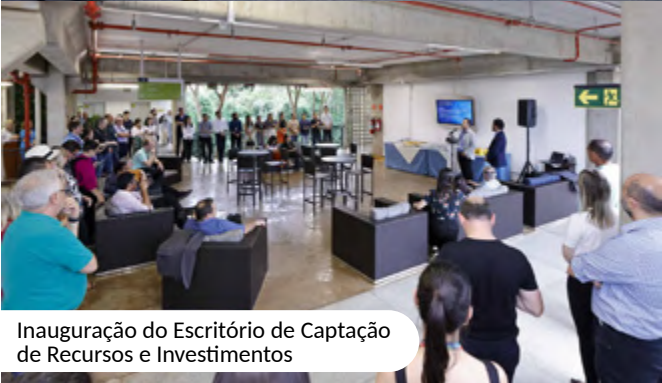 Inauguração do Escritório de Captação
de Recursos e Investimentos